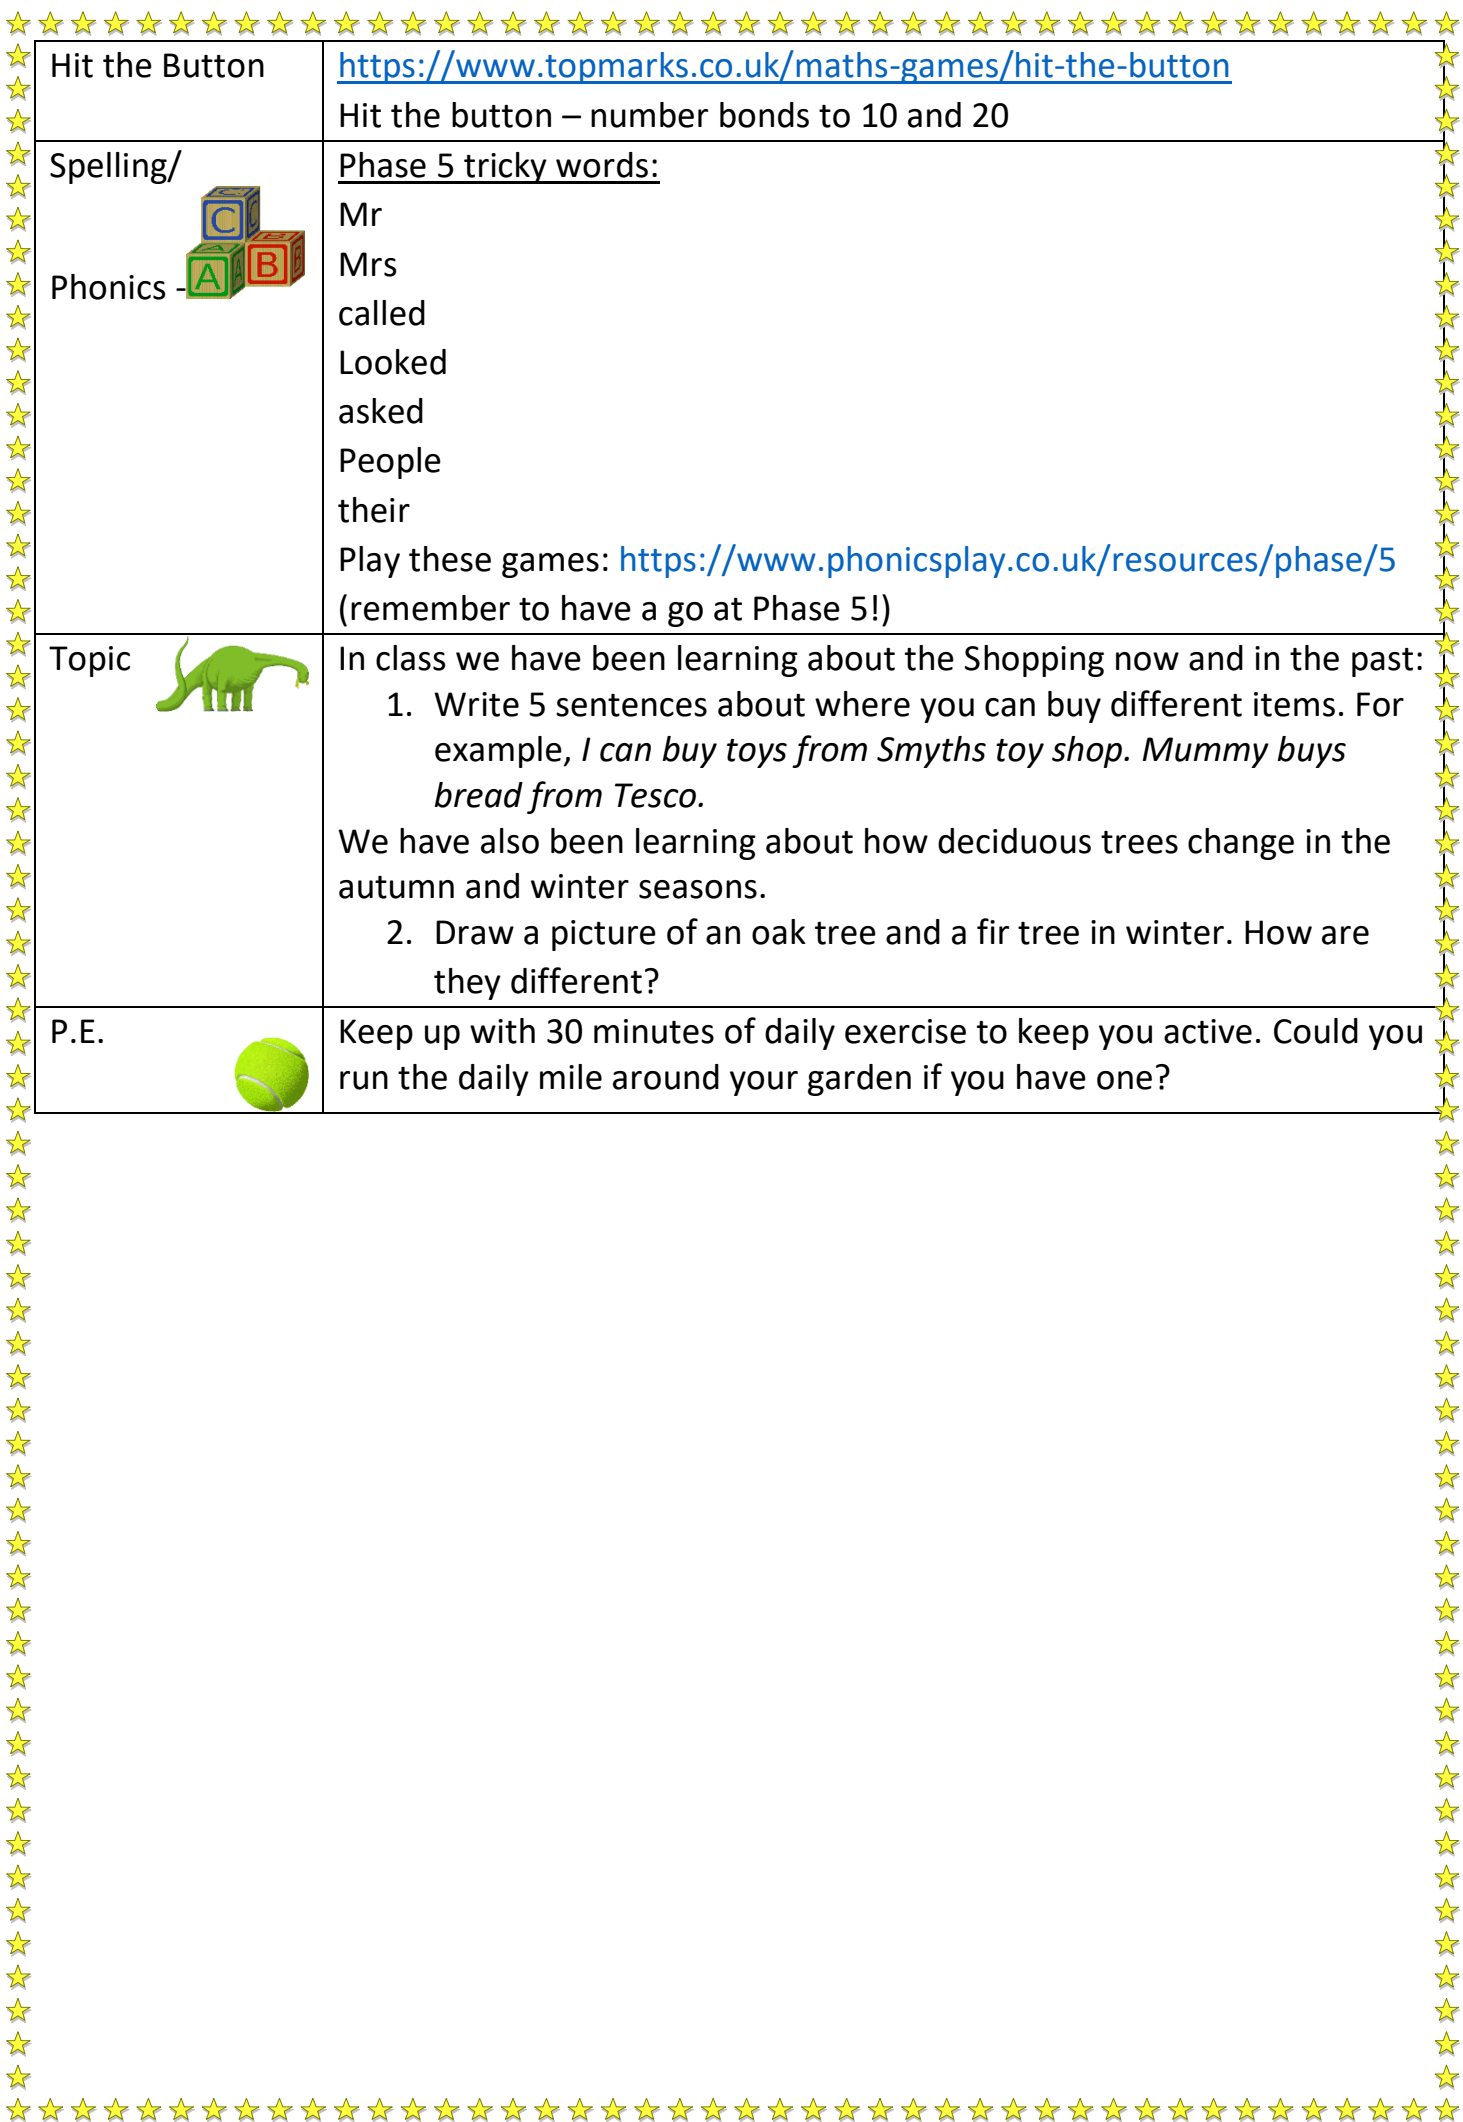 Hit the Button
https://www.topmarks.co.uk/maths-games/hit-the-button
Hit the button – number bonds to 10 and 20
Spelling/
Phonics -
C
C
A
A
B
B
Phase 5 tricky words:
Mr
Mrs
called
Looked
asked
People
their
Play these games: https://www.phonicsplay.co.uk/resources/phase/5
(remember to have a go at Phase 5!)
Topic
In class we have been learning about the Shopping now and in the past:
1. Write 5 sentences about where you can buy different items. For
example, I can buy toys from Smyths toy shop. Mummy buys
bread from Tesco.
We have also been learning about how deciduous trees change in the
autumn and winter seasons.
2. Draw a picture of an oak tree and a fir tree in winter. How are
they different?
P.E.
Keep up with 30 minutes of daily exercise to keep you active. Could you
run the daily mile around your garden if you have one?